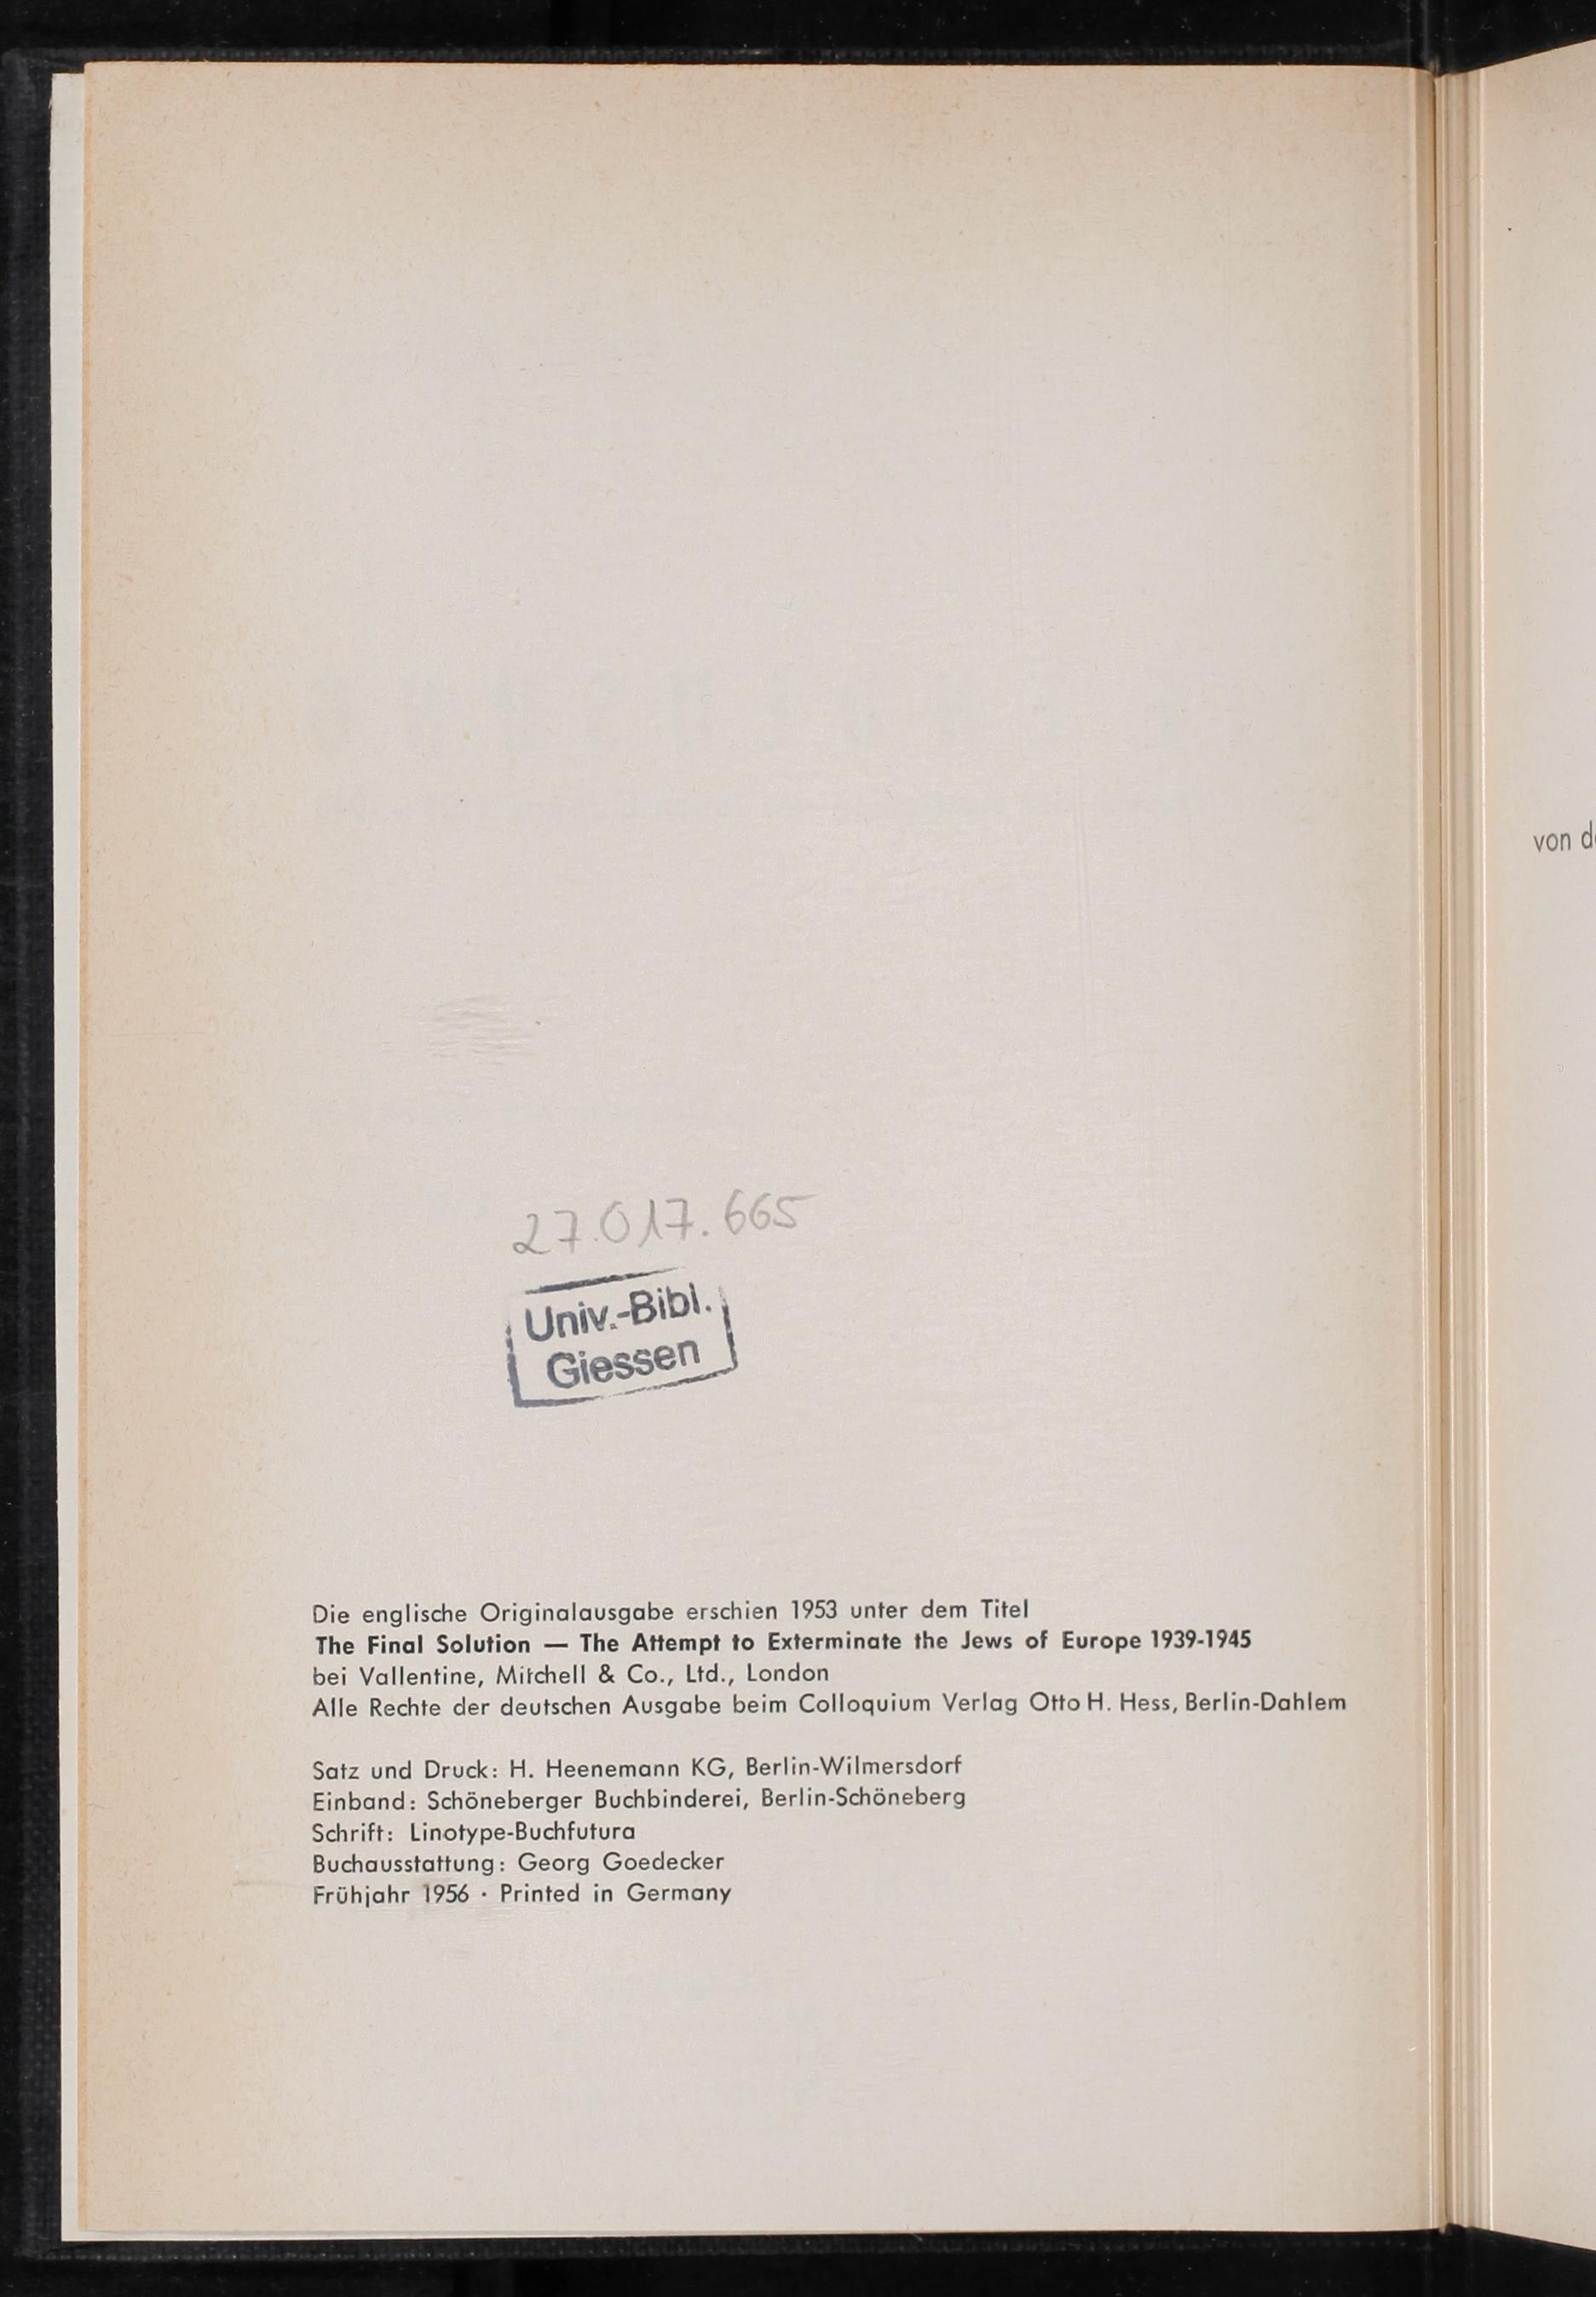 27.017.665
Univ.-Bibl.
Giessen
Die englische Originalausgabe erschien 1953 unter dem Titel
The Final Solution — The Attempt to Exterminate the Jews of Europe 1939-1945
bei Vallentine, Mitchell & Co., Ltd., London
Alle Rechte der deutschen Ausgabe beim Colloquium Verlag Otto H. Hess, Berlin-Dahlem
Satz und Druck: H. Heenemann KG, Berlin-Wilmersdorf
Einband: Schöneberger Buchbinderei, Berlin-Schöneberg
Schrift: Linotype-Buchfutura
Buchausstattung: Georg Goedecker
Frühjahr 1956 · Printed in Germany
von